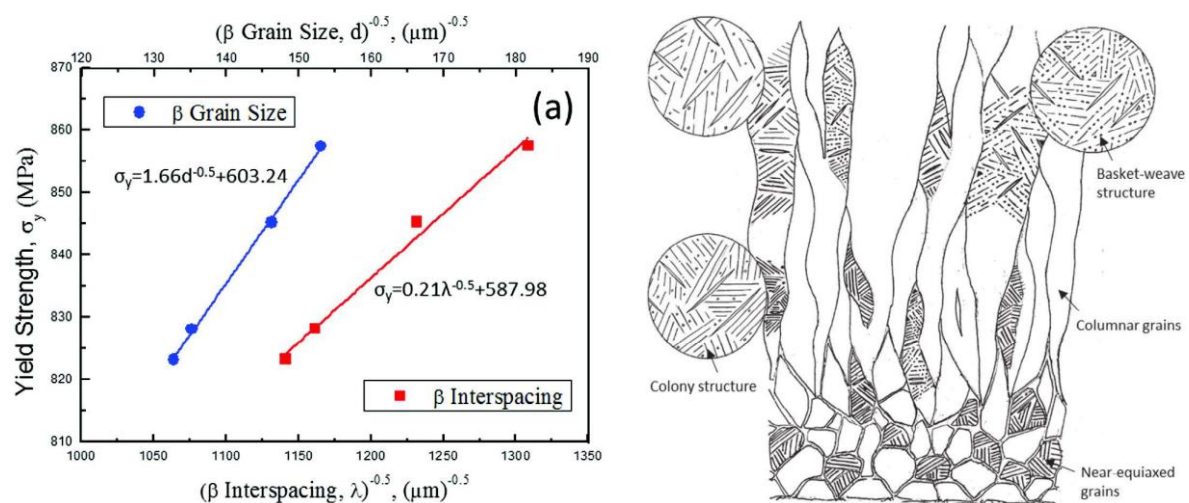 (β Grain Size, d)^-0.5, (μm)^-0.5
120 130 140 150 160 170 180 190
870
860
850
840
830
820
810
Yield Strength, σy (MPa)
β Grain Size
(a)
σy=1.66d^-0.5+603.24
σy=0.21λ^-0.5+587.98
β Interspacing
1000 1050 1100 1150 1200 1250 1300 1350
(β Interspacing, λ)^-0.5, (μm)^-0.5
Basket-weave
structure
Columnar grains
Colony structure
Near-equiaxed
grains